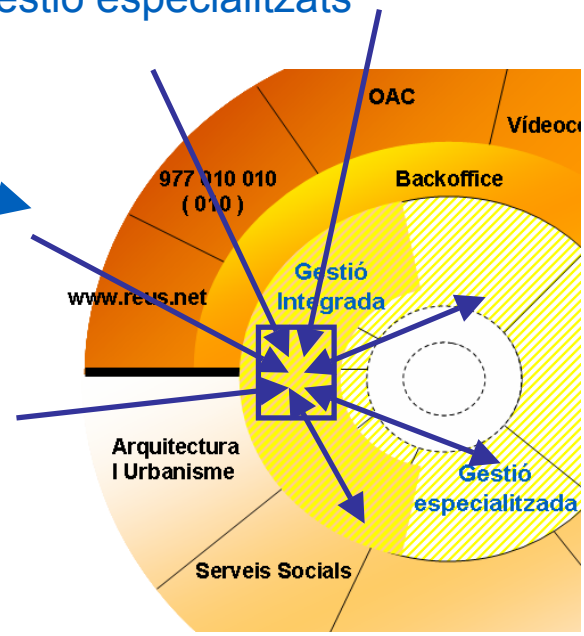 estió especialitzats
OAC
Vídeoc
977 010 010
( 010 )
Backoffice
www.reus.net
Gestió
Integrada
Arquitectura
I Urbanisme
Gestió
especialitzada
Serveis Socials